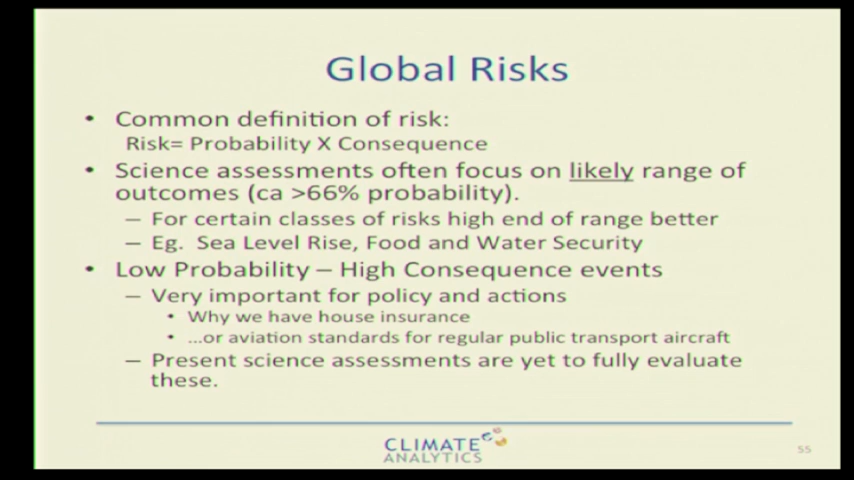 Global Risks
• Common definition of risk:
Risk= Probability X Consequence
• Science assessments often focus on likely range of
outcomes (ca >66% probability).
– For certain classes of risks high end of range better
– Eg. Sea Level Rise, Food and Water Security
• Low Probability – High Consequence events
– Very important for policy and actions
• Why we have house insurance
• ...or aviation standards for regular public transport aircraft
– Present science assessments are yet to fully evaluate
these.
CLIMATE
ANALYTICS
55